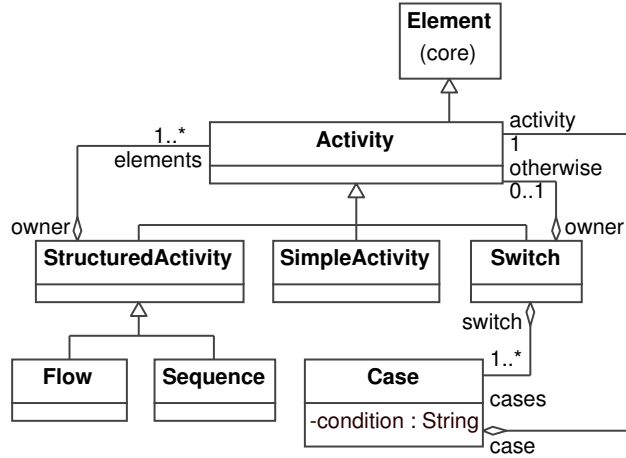 Element
(core)
activity
1..*
Activity
1
elements
otherwise
0..1
owner
owner
StructuredActivity
SimpleActivity
Switch
switch
1..*
Flow
Sequence
Case
cases
-condition : String
case